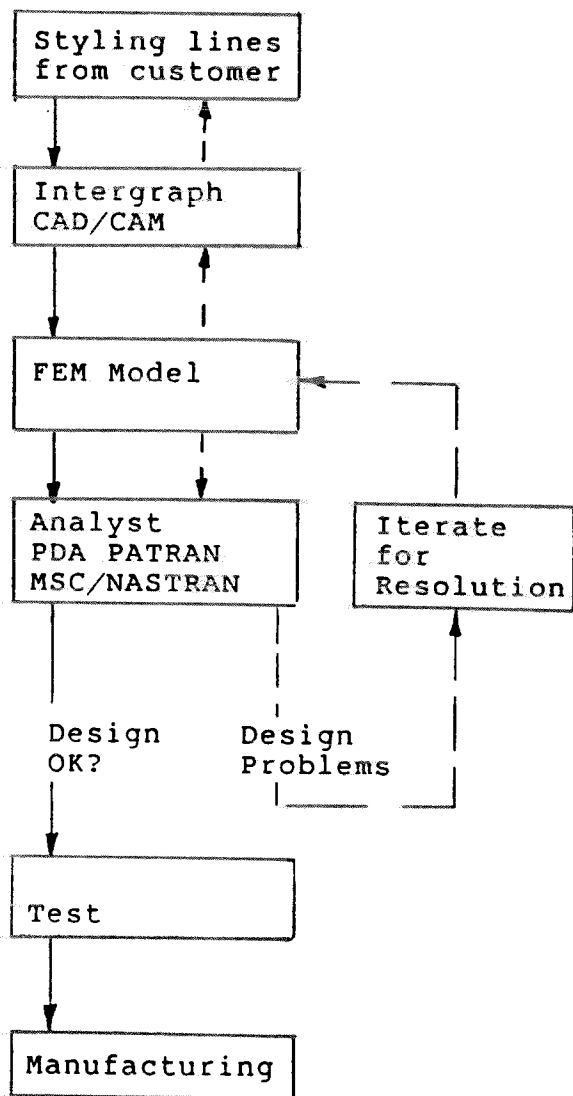 Styling lines
from customer
Intergraph
CAD/CAM
FEM Model
Analyst
PDA PATRAN
MSC/NASTRAN
Iterate
for
Resolution
Design
OK?
Design
Problems
Test
Manufacturing